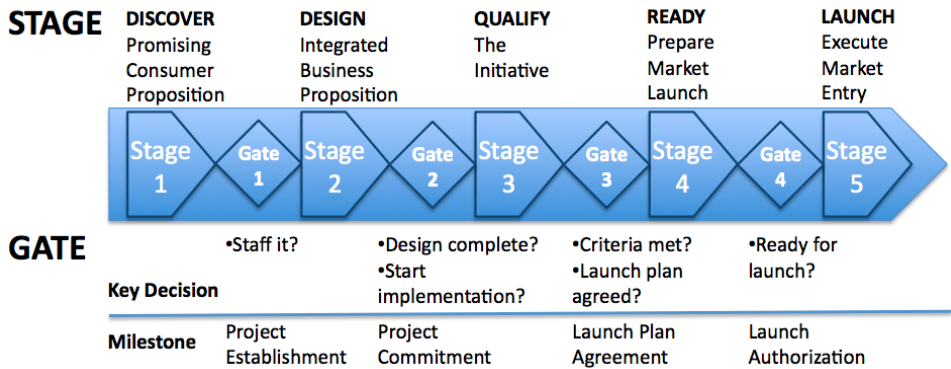 STAGE
DISCOVER
Promising
Consumer
Proposition
DESIGN
Integrated
Business
Proposition
QUALIFY
The
Initiative
READY
Prepare
Market
Launch
LAUNCH
Execute
Market
Entry
Stage
1
Gate
1
Stage
2
Gate
2
Stage
3
Gate
3
Stage
4
Gate
4
Stage
5
GATE
Key Decision
•Staff it?
•Design complete?
•Start
implementation?
•Criteria met?
•Launch plan
agreed?
•Ready for
launch?
Milestone
Project
Establishment
Project
Commitment
Launch Plan
Agreement
Launch
Authorization